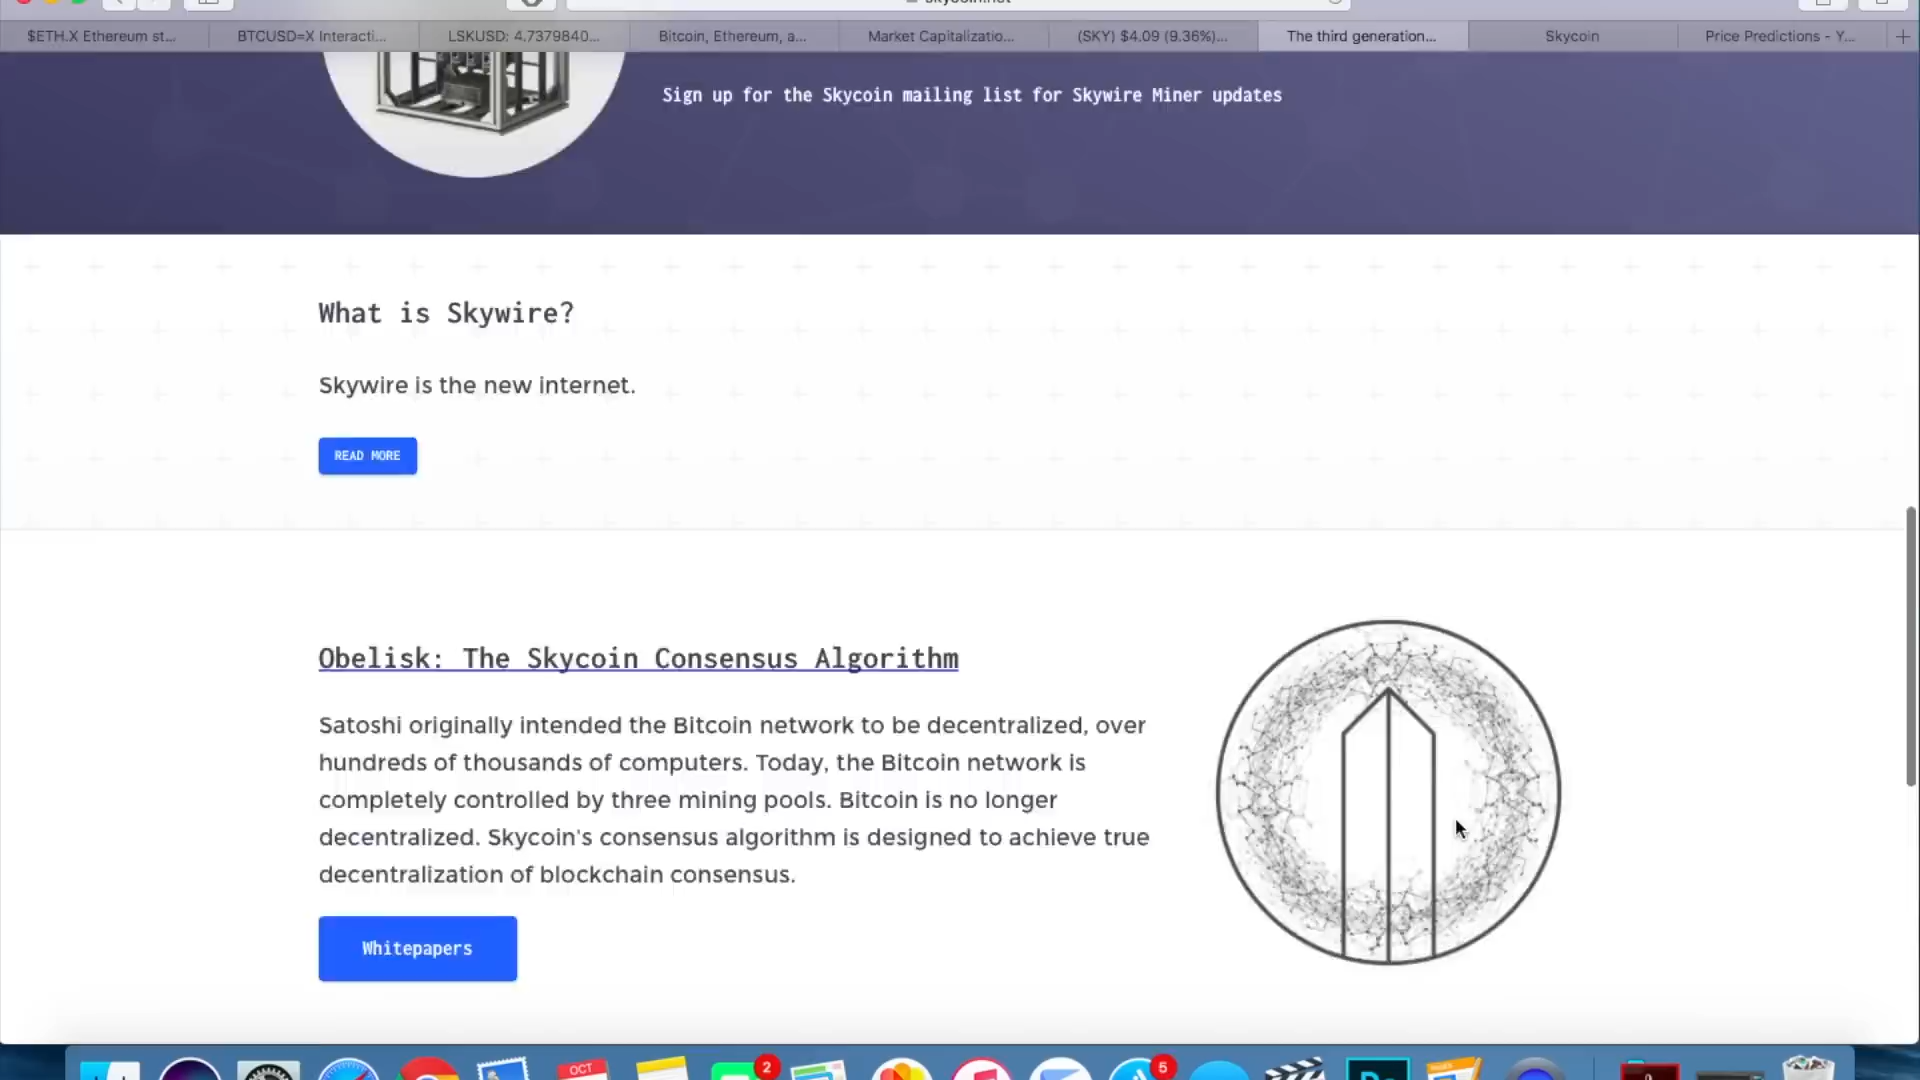 $ETH.X Ethereum st...
BTCUSD=X Interacti...
LSKUSD: 4.7379840...
Bitcoin, Ethereum, a...
Market Capitalizatio...
(SKY) $4.09 (9.36%)...
The third generation...
Skycoin
Price Predictions - Y...
Sign up for the Skycoin mailing list for Skywire Miner updates
What is Skywire?
Skywire is the new internet.
READ MORE
Obelisk: The Skycoin Consensus Algorithm
Satoshi originally intended the Bitcoin network to be decentralized, over
hundreds of thousands of computers. Today, the Bitcoin network is
completely controlled by three mining pools. Bitcoin is no longer
decentralized. Skycoin's consensus algorithm is designed to achieve true
decentralization of blockchain consensus.
Whitepapers
OCT
2
5